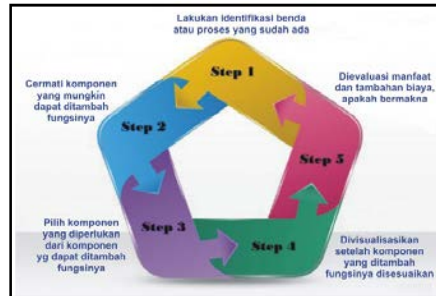 Lakukan identifikasi benda
atau proses yang sudah ada
Step 1
Cermati komponen
yang mungkin
dapat ditambah
fungsinya
Step 2
Pilih komponen
yang diperlukan
dari komponen
yg dapat ditambah
fungsinya
Step 3
Divisualisasikan
setelah komponen
yang ditambah
fungsinya disesuaikan
Step 4
Dievaluasi manfaat
dan tambahan biaya,
apakah bermakna
Step 5